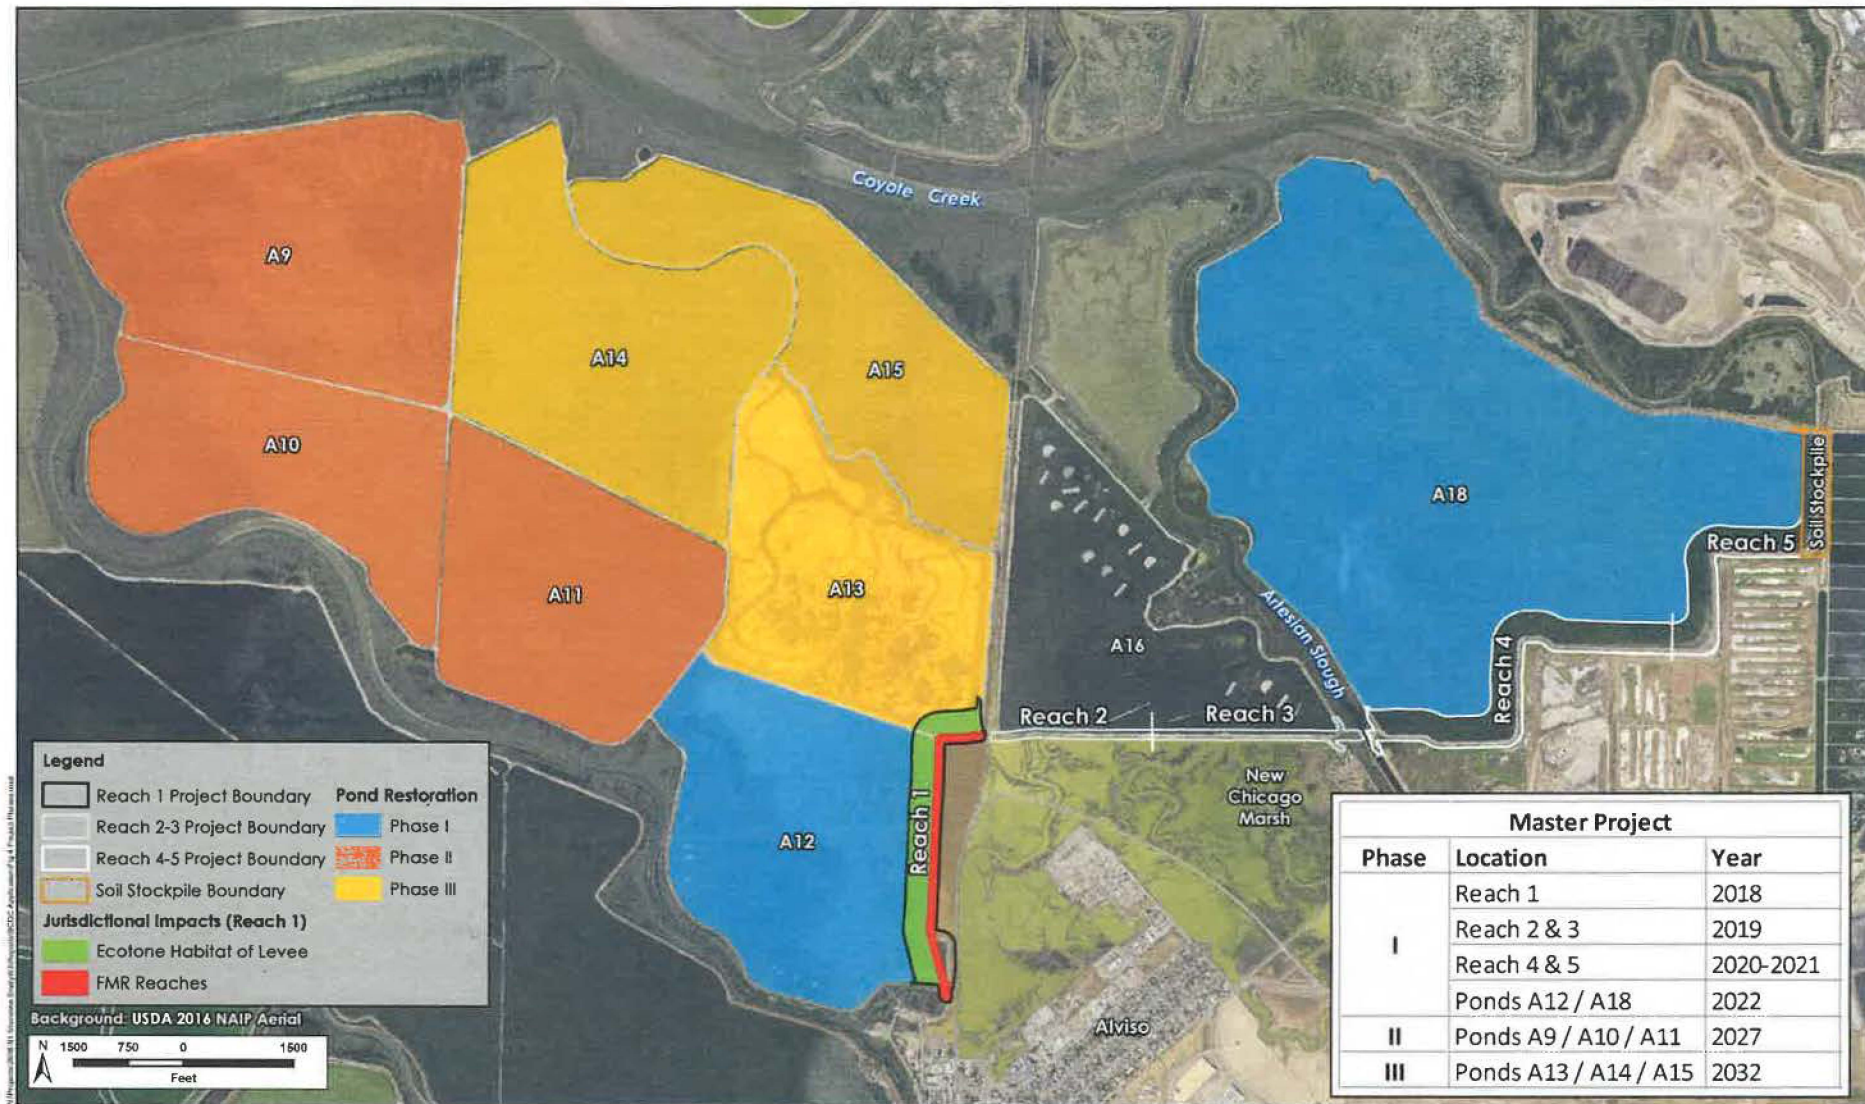 Coyote Creek
A9
A14
A15
A10
A18
Soil Stockpile
Reach 5
A11
A13
Artesian Slough
A16
Reach 4
Reach 2
Reach 3
New
Chicago
Marsh
Reach 1
A12
Alviso
Legend
Reach 1 Project Boundary
Reach 2-3 Project Boundary
Reach 4-5 Project Boundary
Soil Stockpile Boundary
Pond Restoration
Phase I
Phase II
Phase III
Jurisdictional Impacts (Reach 1)
Ecotone Habitat of Levee
FMR Reaches
Background: USDA 2016 NAIP Aerial
N 1500 750 0 1500
Feet
Master Project
Phase Location Year
I Reach 1 2018
Reach 2 & 3 2019
Reach 4 & 5 2020-2021
Ponds A12 / A18 2022
II Ponds A9 / A10 / A11 2027
III Ponds A13 / A14 / A15 2032